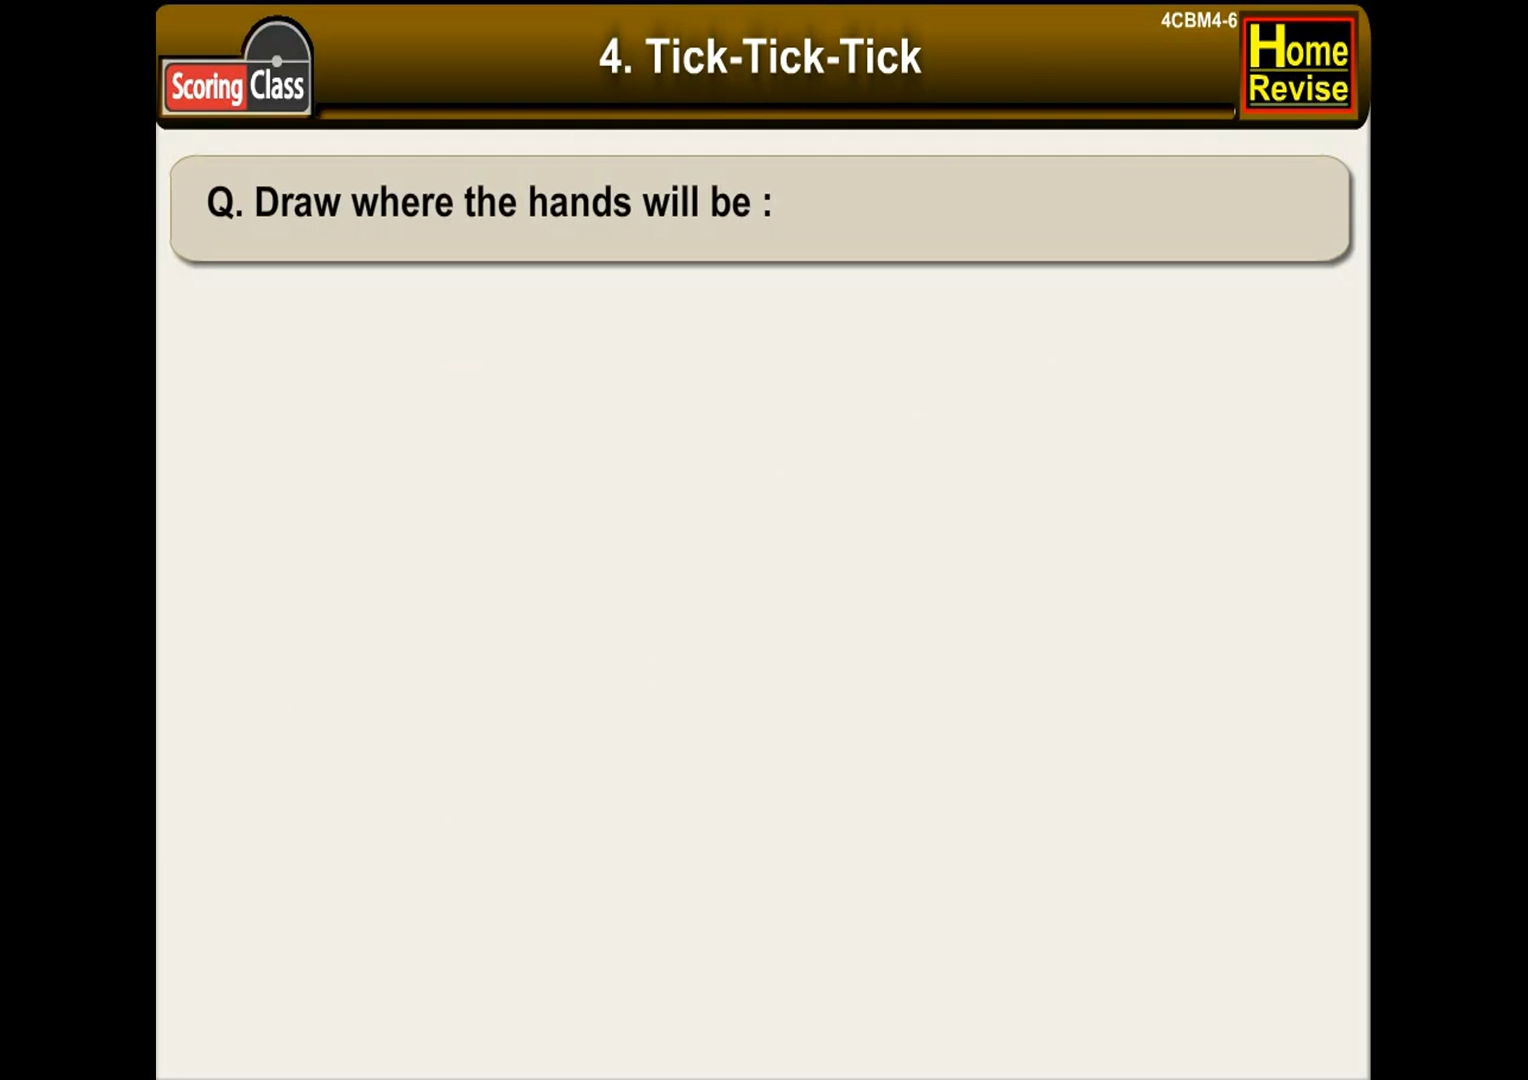 4. Tick-Tick-Tick
4CBM4-6
Scoring Class
Home
Revise
Q. Draw where the hands will be :